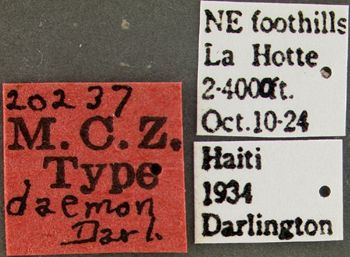 20237
M.C.Z.
Type
daemon
Darl.
NE foothills
La Hotte
2-4000ft.
Oct.10-24
Haiti
1934
Darlington